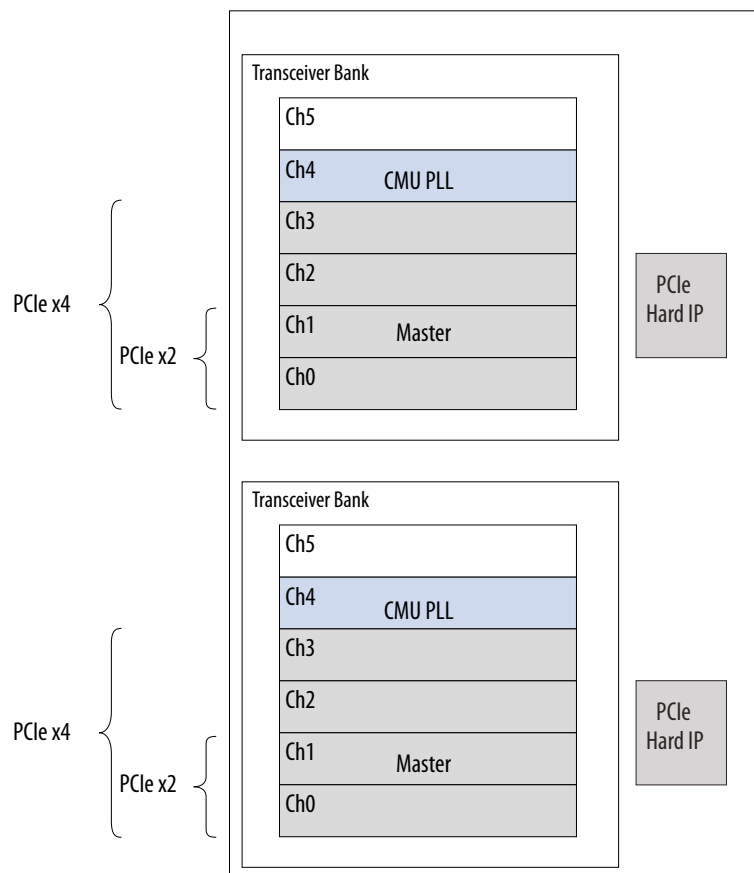 Transceiver Bank
Ch5
Ch4 CMU PLL
Ch3
Ch2
PCIe
Hard IP
PCIe x4
Ch1 Master
PCIe x2
Ch0
Transceiver Bank
Ch5
Ch4 CMU PLL
Ch3
Ch2
PCIe
Hard IP
PCIe x4
Ch1 Master
PCIe x2
Ch0